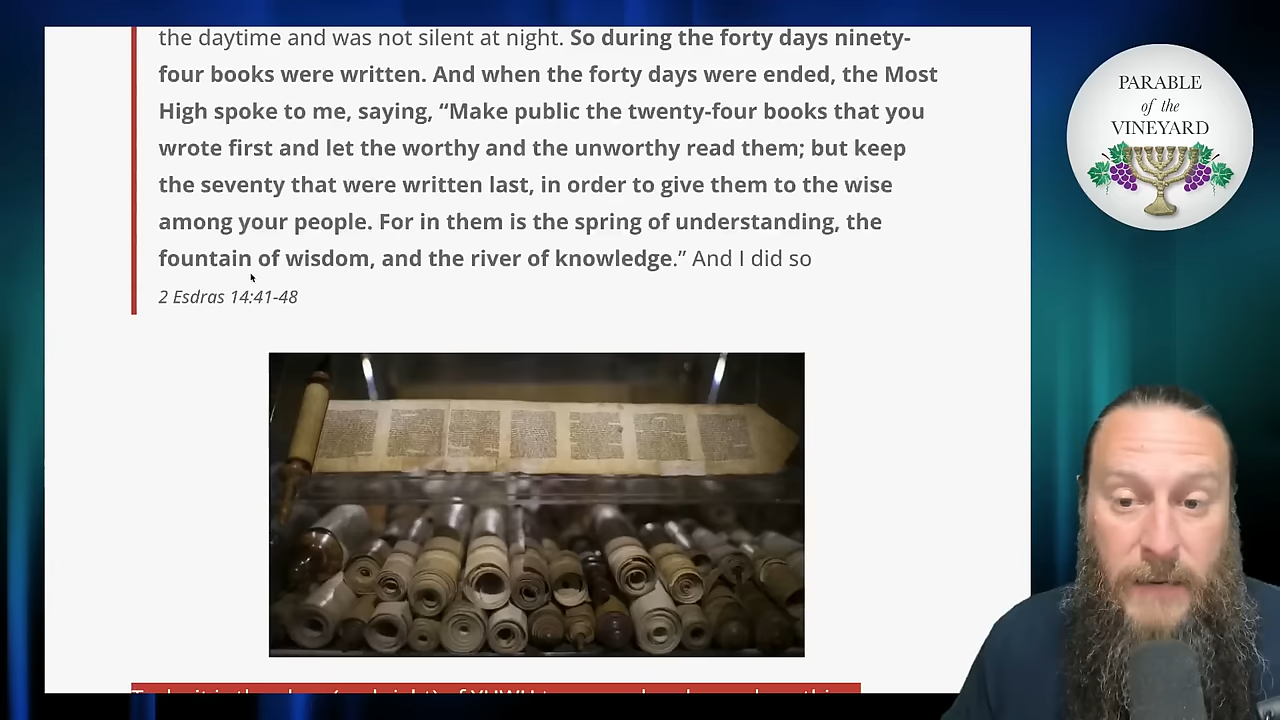 the daytime and was not silent at night. So during the forty days ninety-
four books were written. And when the forty days were ended, the Most
High spoke to me, saying, “Make public the twenty-four books that you
wrote first and let the worthy and the unworthy read them; but keep
the seventy that were written last, in order to give them to the wise
among your people. For in them is the spring of understanding, the
fountain of wisdom, and the river of knowledge.” And I did so
2 Esdras 14:41-48
PARABLE
of the
VINEYARD